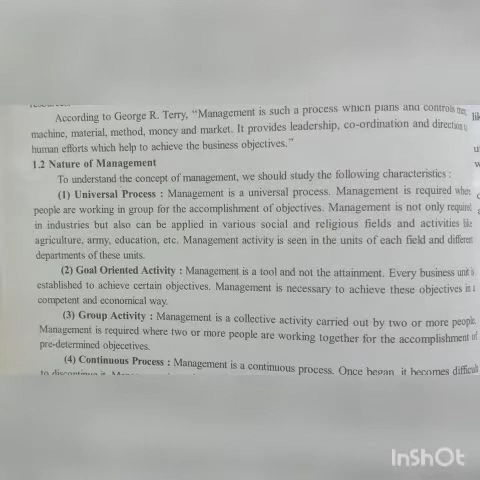 According to George R. Terry, "Management is such a process which plans and controls men,
machine, material, method, money and market. It provides leadership, co-ordination and direction to
human efforts which help to achieve the business objectives."
1.2 Nature of Management
To understand the concept of management, we should study the following characteristics :
(1) Universal Process : Management is a universal process. Management is required where
people are working in group for the accomplishment of objectives. Management is not only required
in industries but also can be applied in various social and religious fields and activities like
agriculture, army, education, etc. Management activity is seen in the units of each field and different
departments of these units.
(2) Goal Oriented Activity : Management is a tool and not the attainment. Every business unit is
established to achieve certain objectives. Management is necessary to achieve these objectives in a
competent and economical way.
(3) Group Activity : Management is a collective activity carried out by two or more people.
Management is required where two or more people are working together for the accomplishment of
pre-determined objecetives.
(4) Continuous Process : Management is a continuous process. Once began, it becomes difficult
to discontinue it.
InShOt